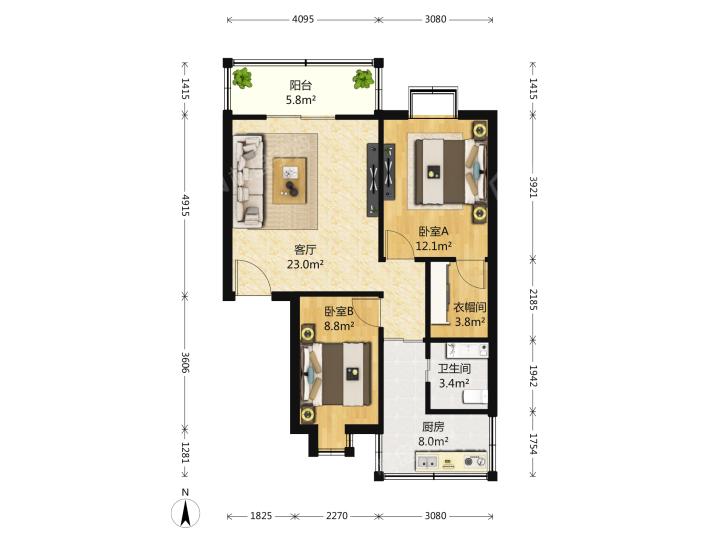 4095
3080
1415
1415
阳台
5.8m²
4915
3921
卧室A
12.1m²
客厅
23.0m²
2185
衣帽间
3.8m²
卧室B
8.8m²
3606
1942
卫生间
3.4m²
厨房
8.0m²
1754
1281
N
1825
2270
3080